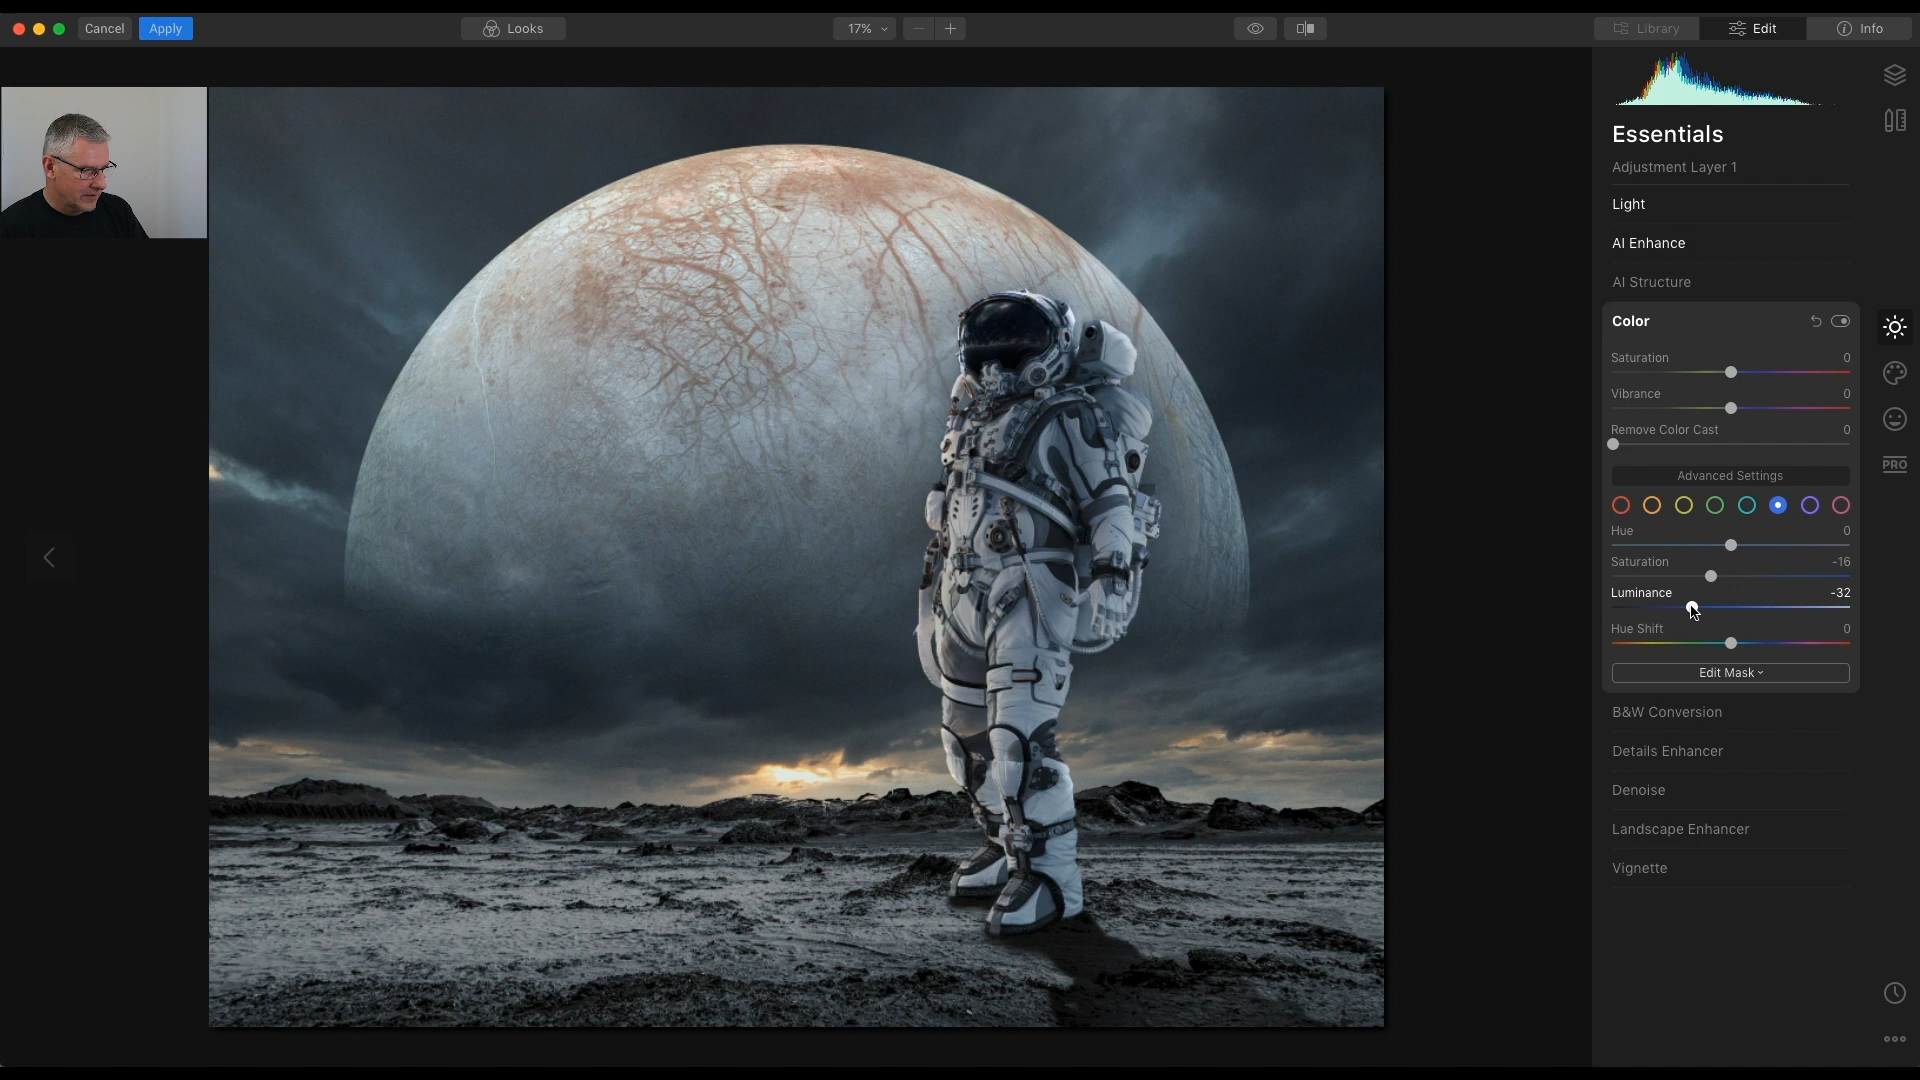 Cancel
Apply
Looks
17%
Library
Edit
Info
Essentials
Adjustment Layer 1
Light
AI Enhance
AI Structure
Color
Saturation 0
Vibrance 0
Remove Color Cast 0
Advanced Settings
Hue 0
Saturation -16
Luminance -32
Hue Shift 0
Edit Mask
B&W Conversion
Details Enhancer
Denoise
Landscape Enhancer
Vignette
PRO